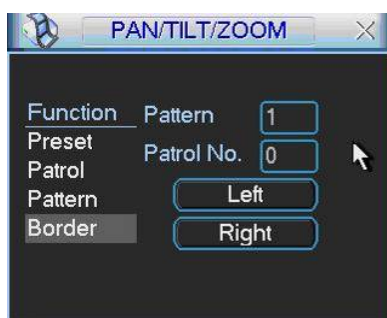 PAN/TILT/ZOOM
Function
Preset
Patrol
Pattern
Border
Pattern 1
Patrol No. 0
Left
Right